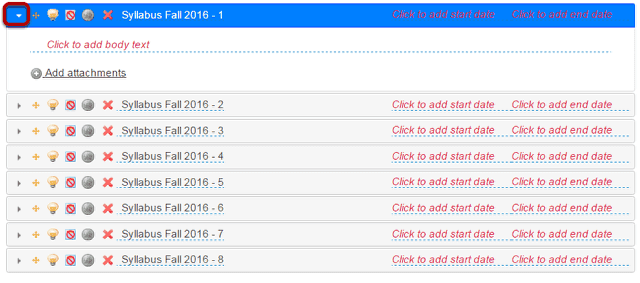 Syllabus Fall 2016 - 1 Click to add start date Click to add end date
Click to add body text
Add attachments
Syllabus Fall 2016 - 2 Click to add start date Click to add end date
Syllabus Fall 2016 - 3 Click to add start date Click to add end date
Syllabus Fall 2016 - 4 Click to add start date Click to add end date
Syllabus Fall 2016 - 5 Click to add start date Click to add end date
Syllabus Fall 2016 - 6 Click to add start date Click to add end date
Syllabus Fall 2016 - 7 Click to add start date Click to add end date
Syllabus Fall 2016 - 8 Click to add start date Click to add end date